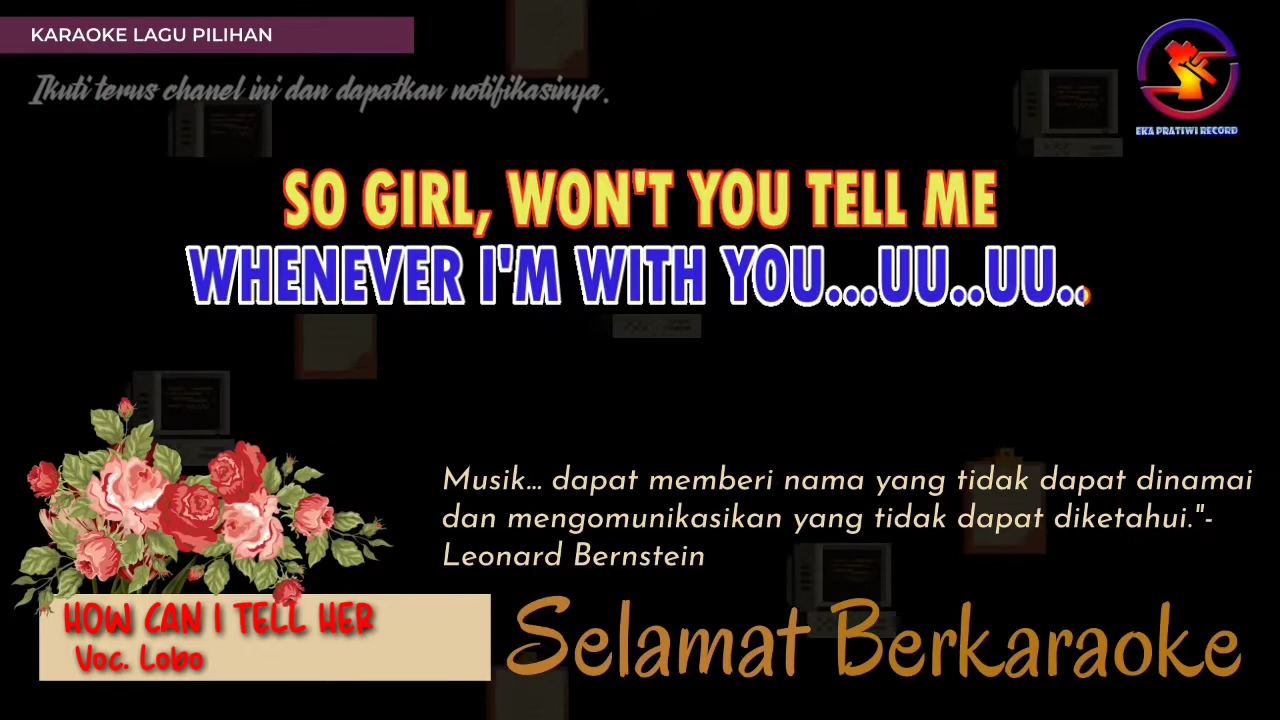 KARAOKE LAGU PILIHAN
Ikuti terus chanel ini dan dapatkan notifikasinya.
EKA PRATIWI RECORD
SO GIRL, WON'T YOU TELL ME
WHENEVER I'M WITH YOU...UU..UU...
Musik... dapat memberi nama yang tidak dapat dinamai
dan mengomunikasikan yang tidak dapat diketahui."-
Leonard Bernstein
HOW CAN I TELL HER
Voc. Lobo
Selamat Berkaraoke